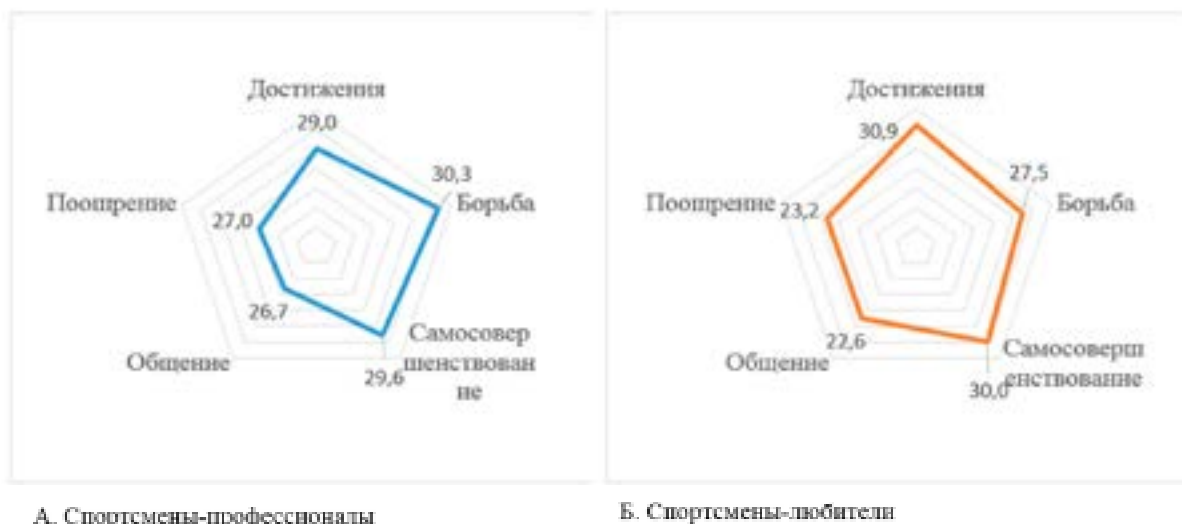 Достижения
29,0
30,3
Борьба
Поощрение
27,0
26,7
Общение
Самосовер
шенствован
ие
29,6
А. Спортсмены-профессионалы
Достижения
30,9
27,5
Борьба
Поощрение
23,2
22,6
Общение
Самосоверш
енствование
30,0
Б. Спортсмены-любители